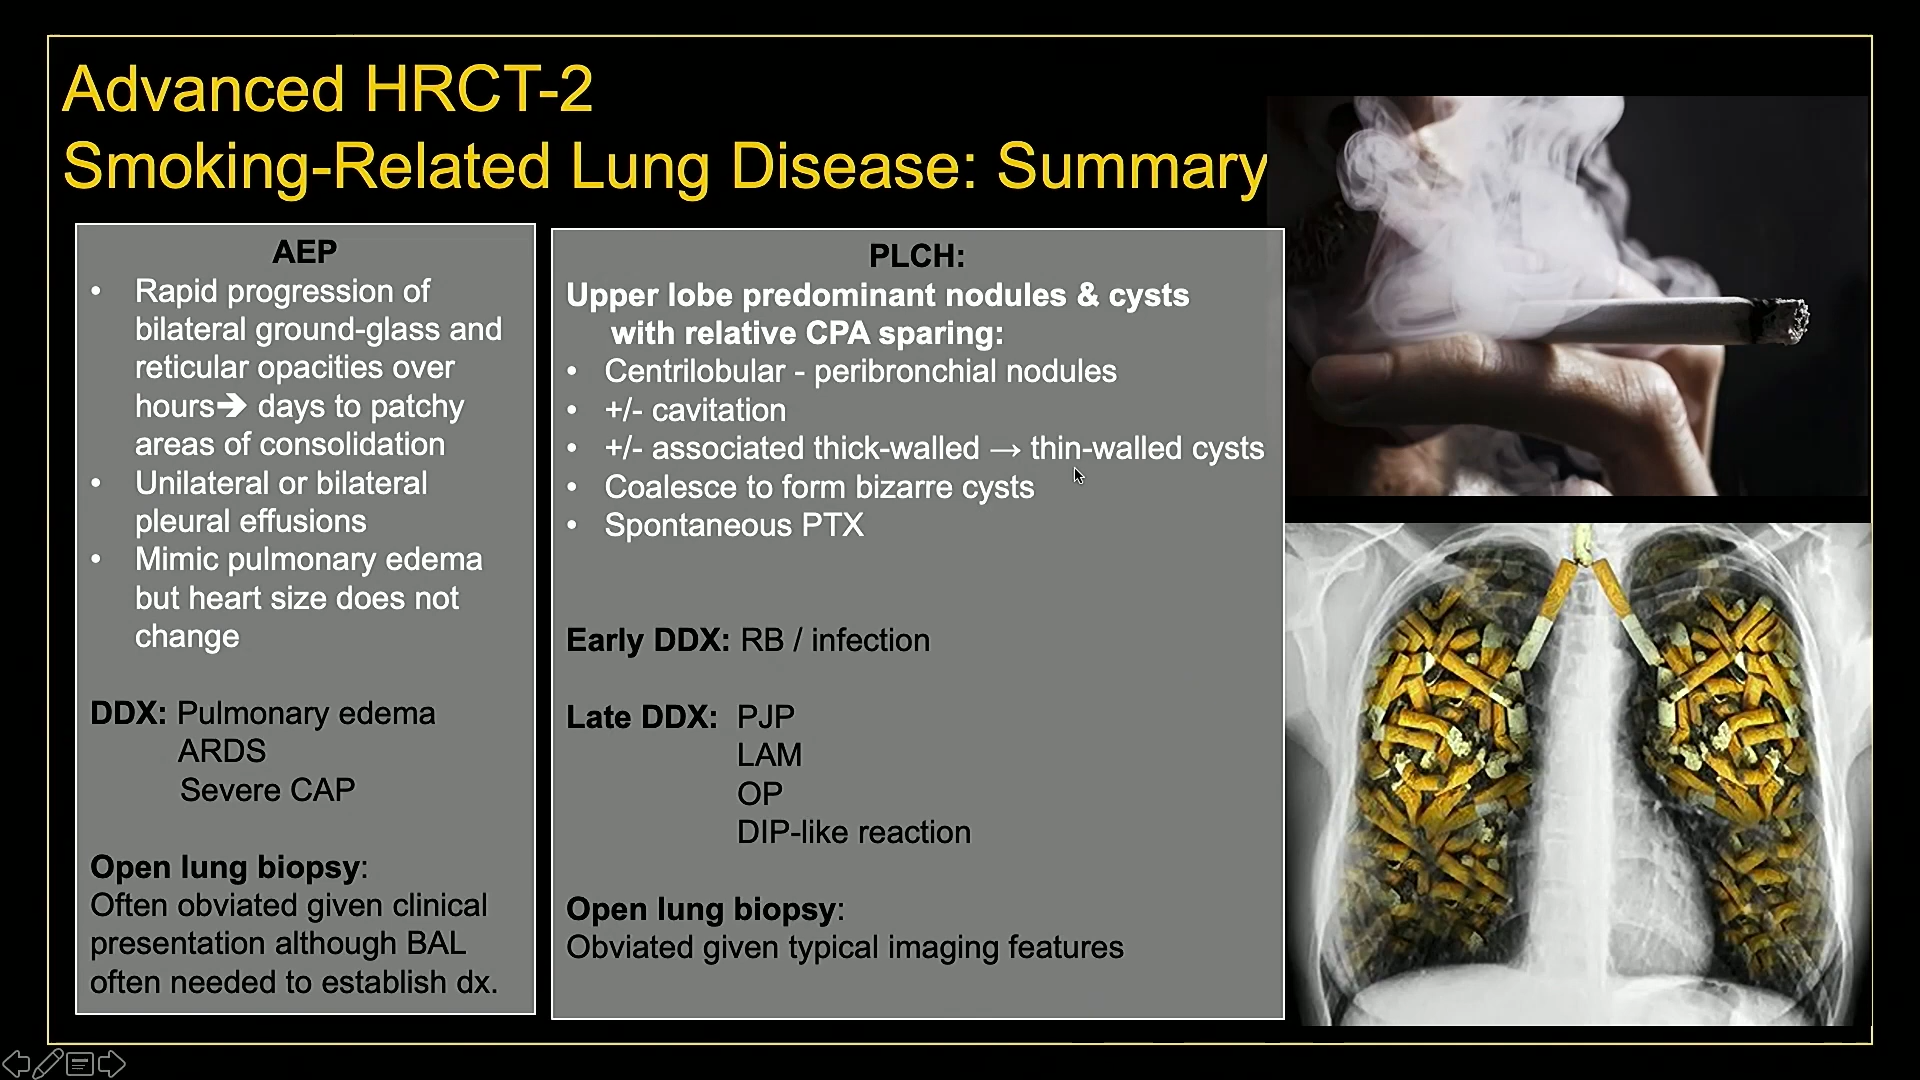 Advanced HRCT-2
Smoking-Related Lung Disease: Summary
AEP
• Rapid progression of
bilateral ground-glass and
reticular opacities over
hours➔ days to patchy
areas of consolidation
• Unilateral or bilateral
pleural effusions
• Mimic pulmonary edema
but heart size does not
change
DDX: Pulmonary edema
ARDS
Severe CAP
Open lung biopsy:
Often obviated given clinical
presentation although BAL
often needed to establish dx.
PLCH:
Upper lobe predominant nodules & cysts
with relative CPA sparing:
• Centrilobular - peribronchial nodules
• +/- cavitation
• +/- associated thick-walled → thin-walled cysts
• Coalesce to form bizarre cysts
• Spontaneous PTX
Early DDX: RB / infection
Late DDX: PJP
LAM
OP
DIP-like reaction
Open lung biopsy:
Obviated given typical imaging features